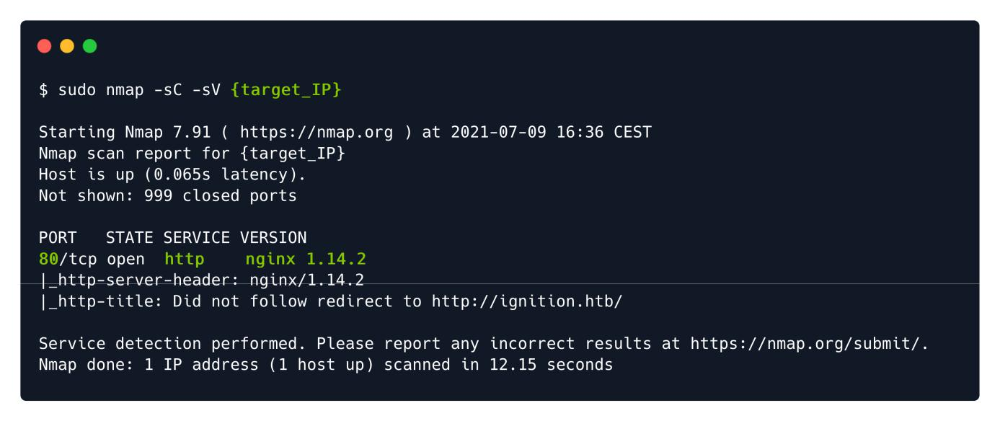 $ sudo nmap -sC -sV {target_IP}
Starting Nmap 7.91 ( https://nmap.org ) at 2021-07-09 16:36 CEST
Nmap scan report for {target_IP}
Host is up (0.065s latency).
Not shown: 999 closed ports
PORT   STATE SERVICE VERSION
80/tcp open  http    nginx 1.14.2
|_http-server-header: nginx/1.14.2
|_http-title: Did not follow redirect to http://ignition.htb/
Service detection performed. Please report any incorrect results at https://nmap.org/submit/.
Nmap done: 1 IP address (1 host up) scanned in 12.15 seconds